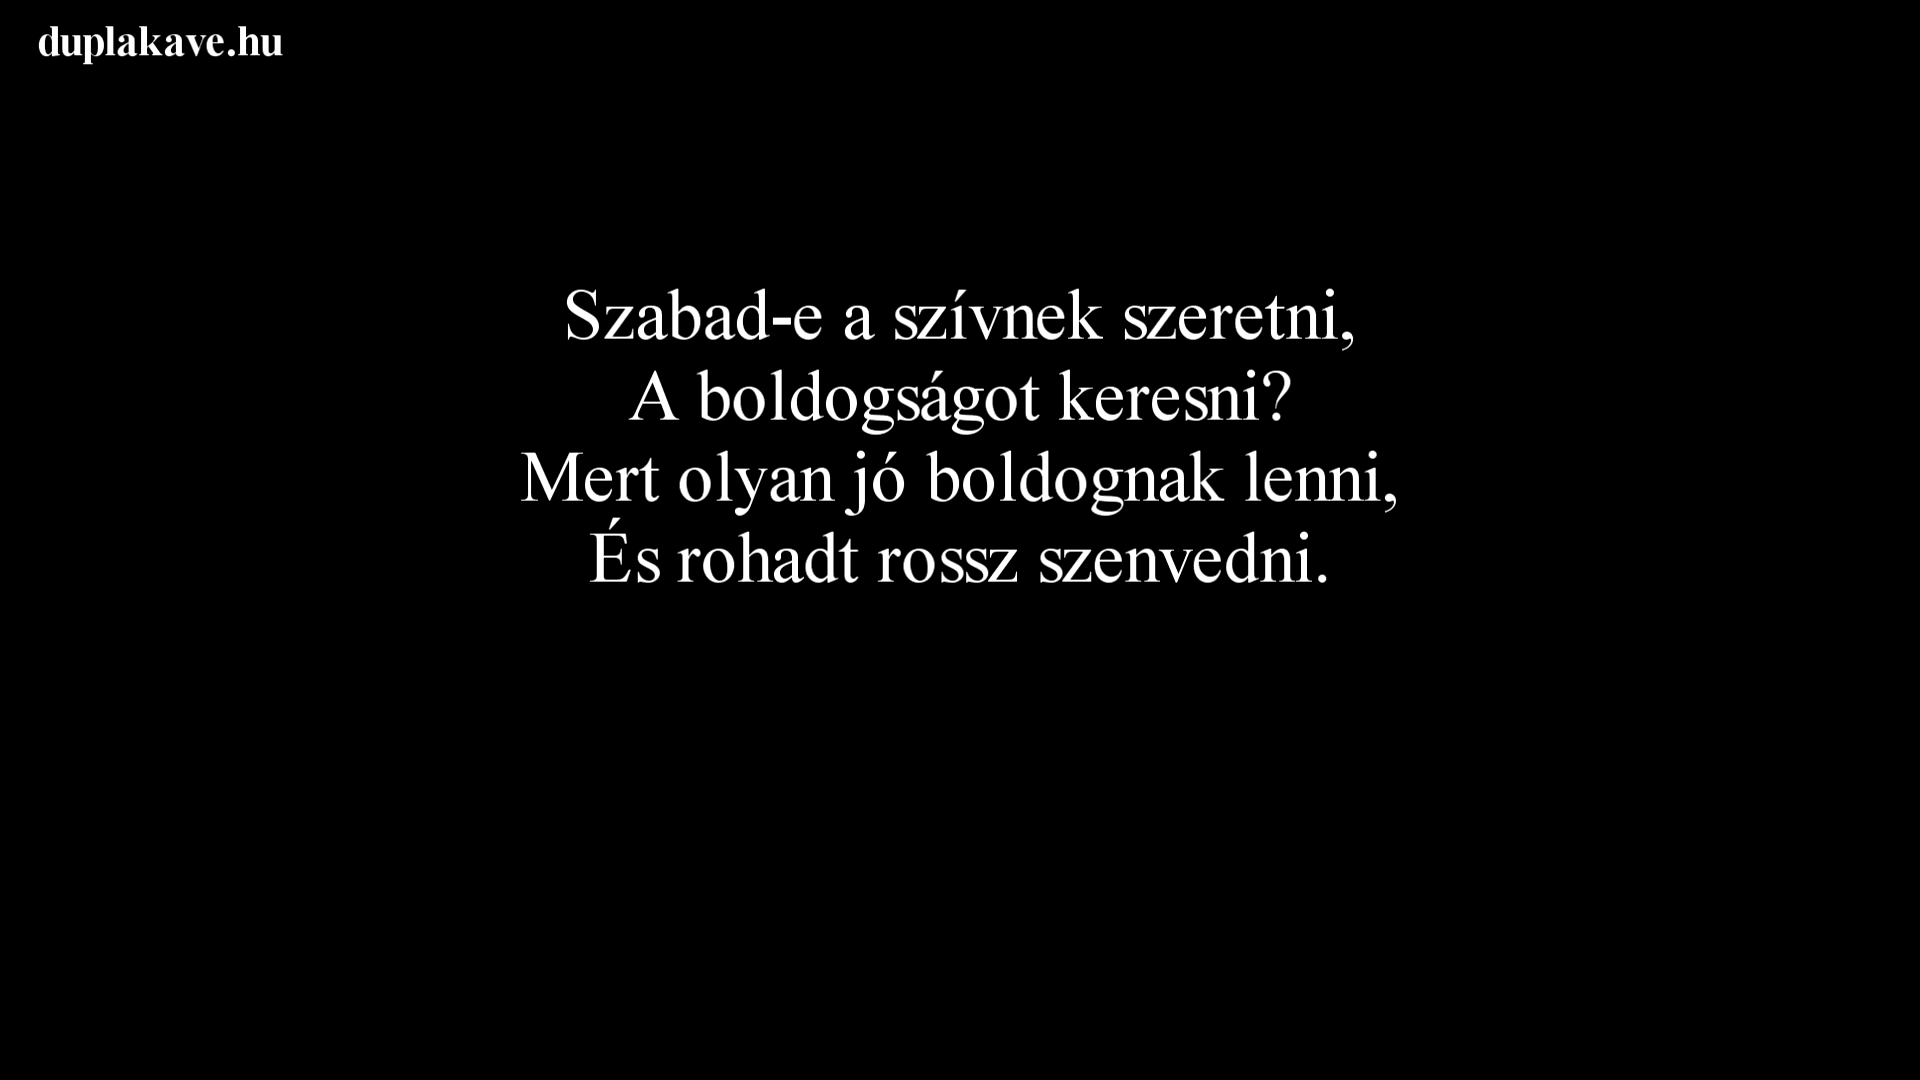 duplakave.hu
Szabad-e a szívnek szeretni,
A boldogságot keresni?
Mert olyan jó boldognak lenni,
És rohadt rossz szenvedni.